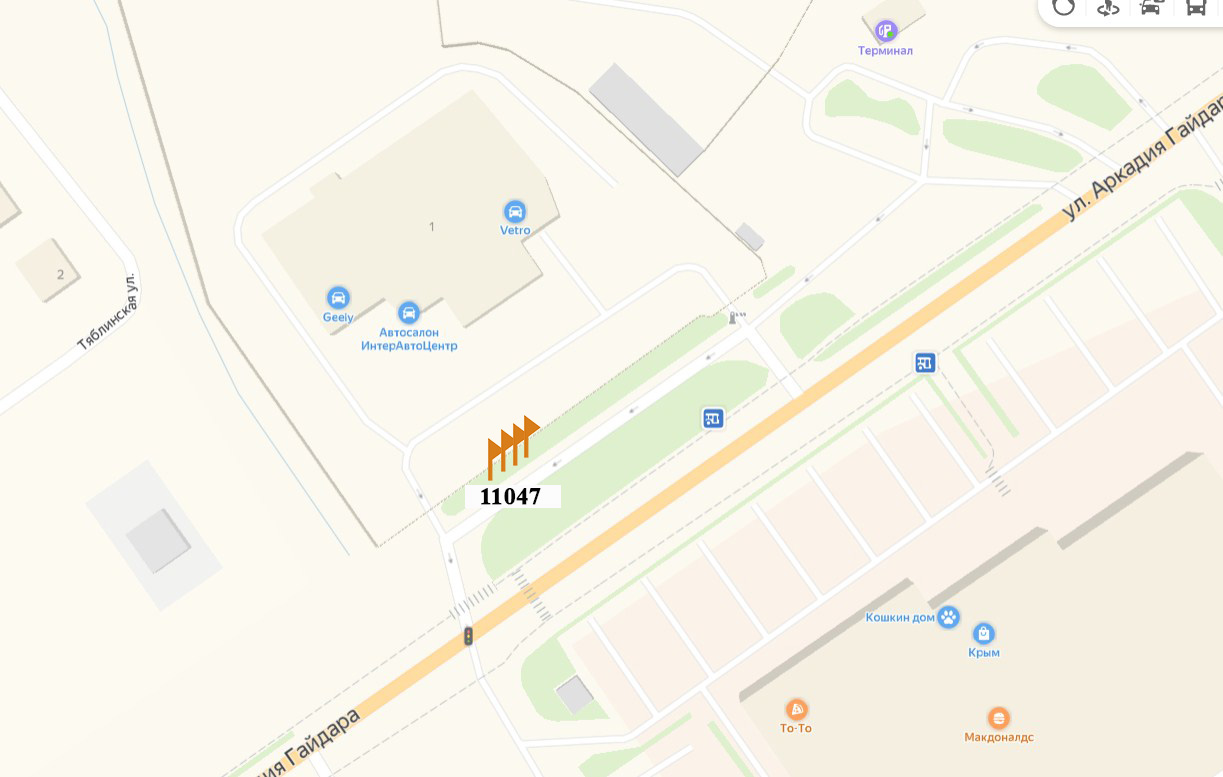 Терминал
ул. Аркадия Гайдар
1
Vetro
2
Тяблинская ул.
Geely
Автосалон
ИнтерАвтоЦентр
11047
Кошкин дом
Крым
То-То
Макдоналдс
ия Гайдара